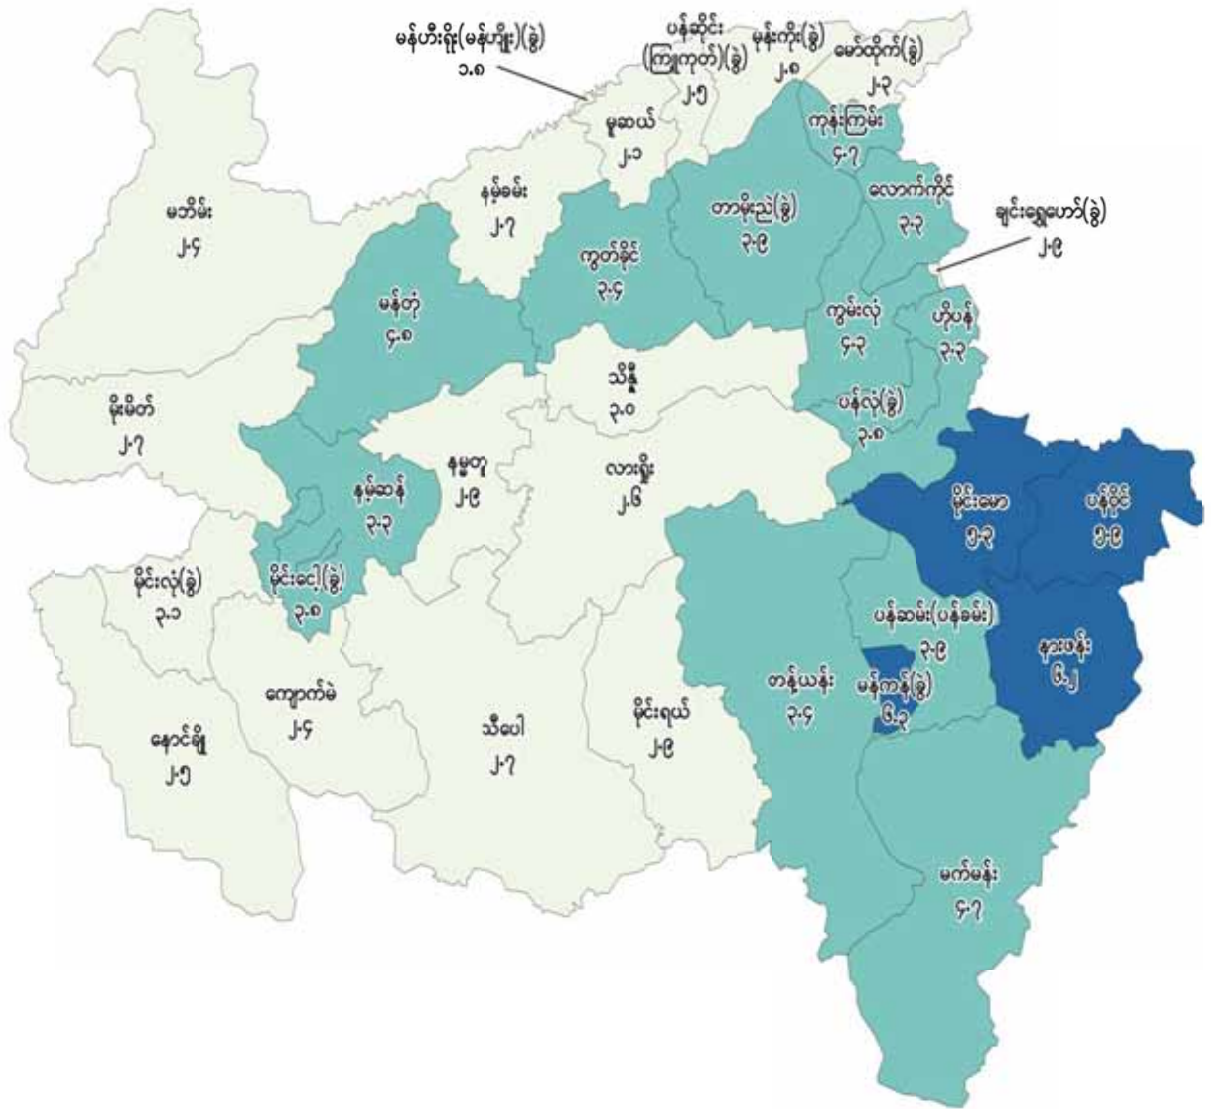 မန်ဟီးရိုး(မန်ဟျိုး)(ခွဲ)
၁.၈
ပန်ဆိုင်း
(ကြူကုတ်)(ခွဲ)
၂.၅
မုန်းကိုး(ခွဲ)
၂.၈
မော်ထိုက်(ခွဲ)
၂.၃
မူဆယ်
၂.၁
ကုန်းကြမ်း
၄.၇
မဘိမ်း
၂.၄
နမ့်ခမ်း
၂.၇
တာမိုးညဲ(ခွဲ)
၃.၉
လောက်ကိုင်
၃.၃
ချင်းရွှေဟော်(ခွဲ)
၂.၉
ကွတ်ခိုင်
၃.၄
မန်တုံ
၄.၈
ကွမ်းလုံ
၄.၃
ဟိုပန်
၃.၃
သိန္နီ
၃.၀
မိုးမိတ်
၂.၇
ပန်လုံ(ခွဲ)
၃.၈
နမ္မတူ
၂.၉
လားရှိုး
၂.၆
နမ့်ဆန်
၃.၃
မိုင်းမော
၅.၃
ပန်ဝိုင်
၅.၉
မိုင်းလုံ(ခွဲ)
၃.၁
မိုင်းငေါ့(ခွဲ)
၃.၈
ပန်ဆမ်း(ပန်ခမ်း)
၃.၉
နားဖန်း
၆.၂
ကျောက်မဲ
၂.၄
တန့်ယန်း
၃.၄
မန်ကန်(ခွဲ)
၆.၃
နောင်ချို
၂.၅
သီပေါ
၂.၇
မိုင်းရယ်
၂.၉
မက်မန်း
၄.၇